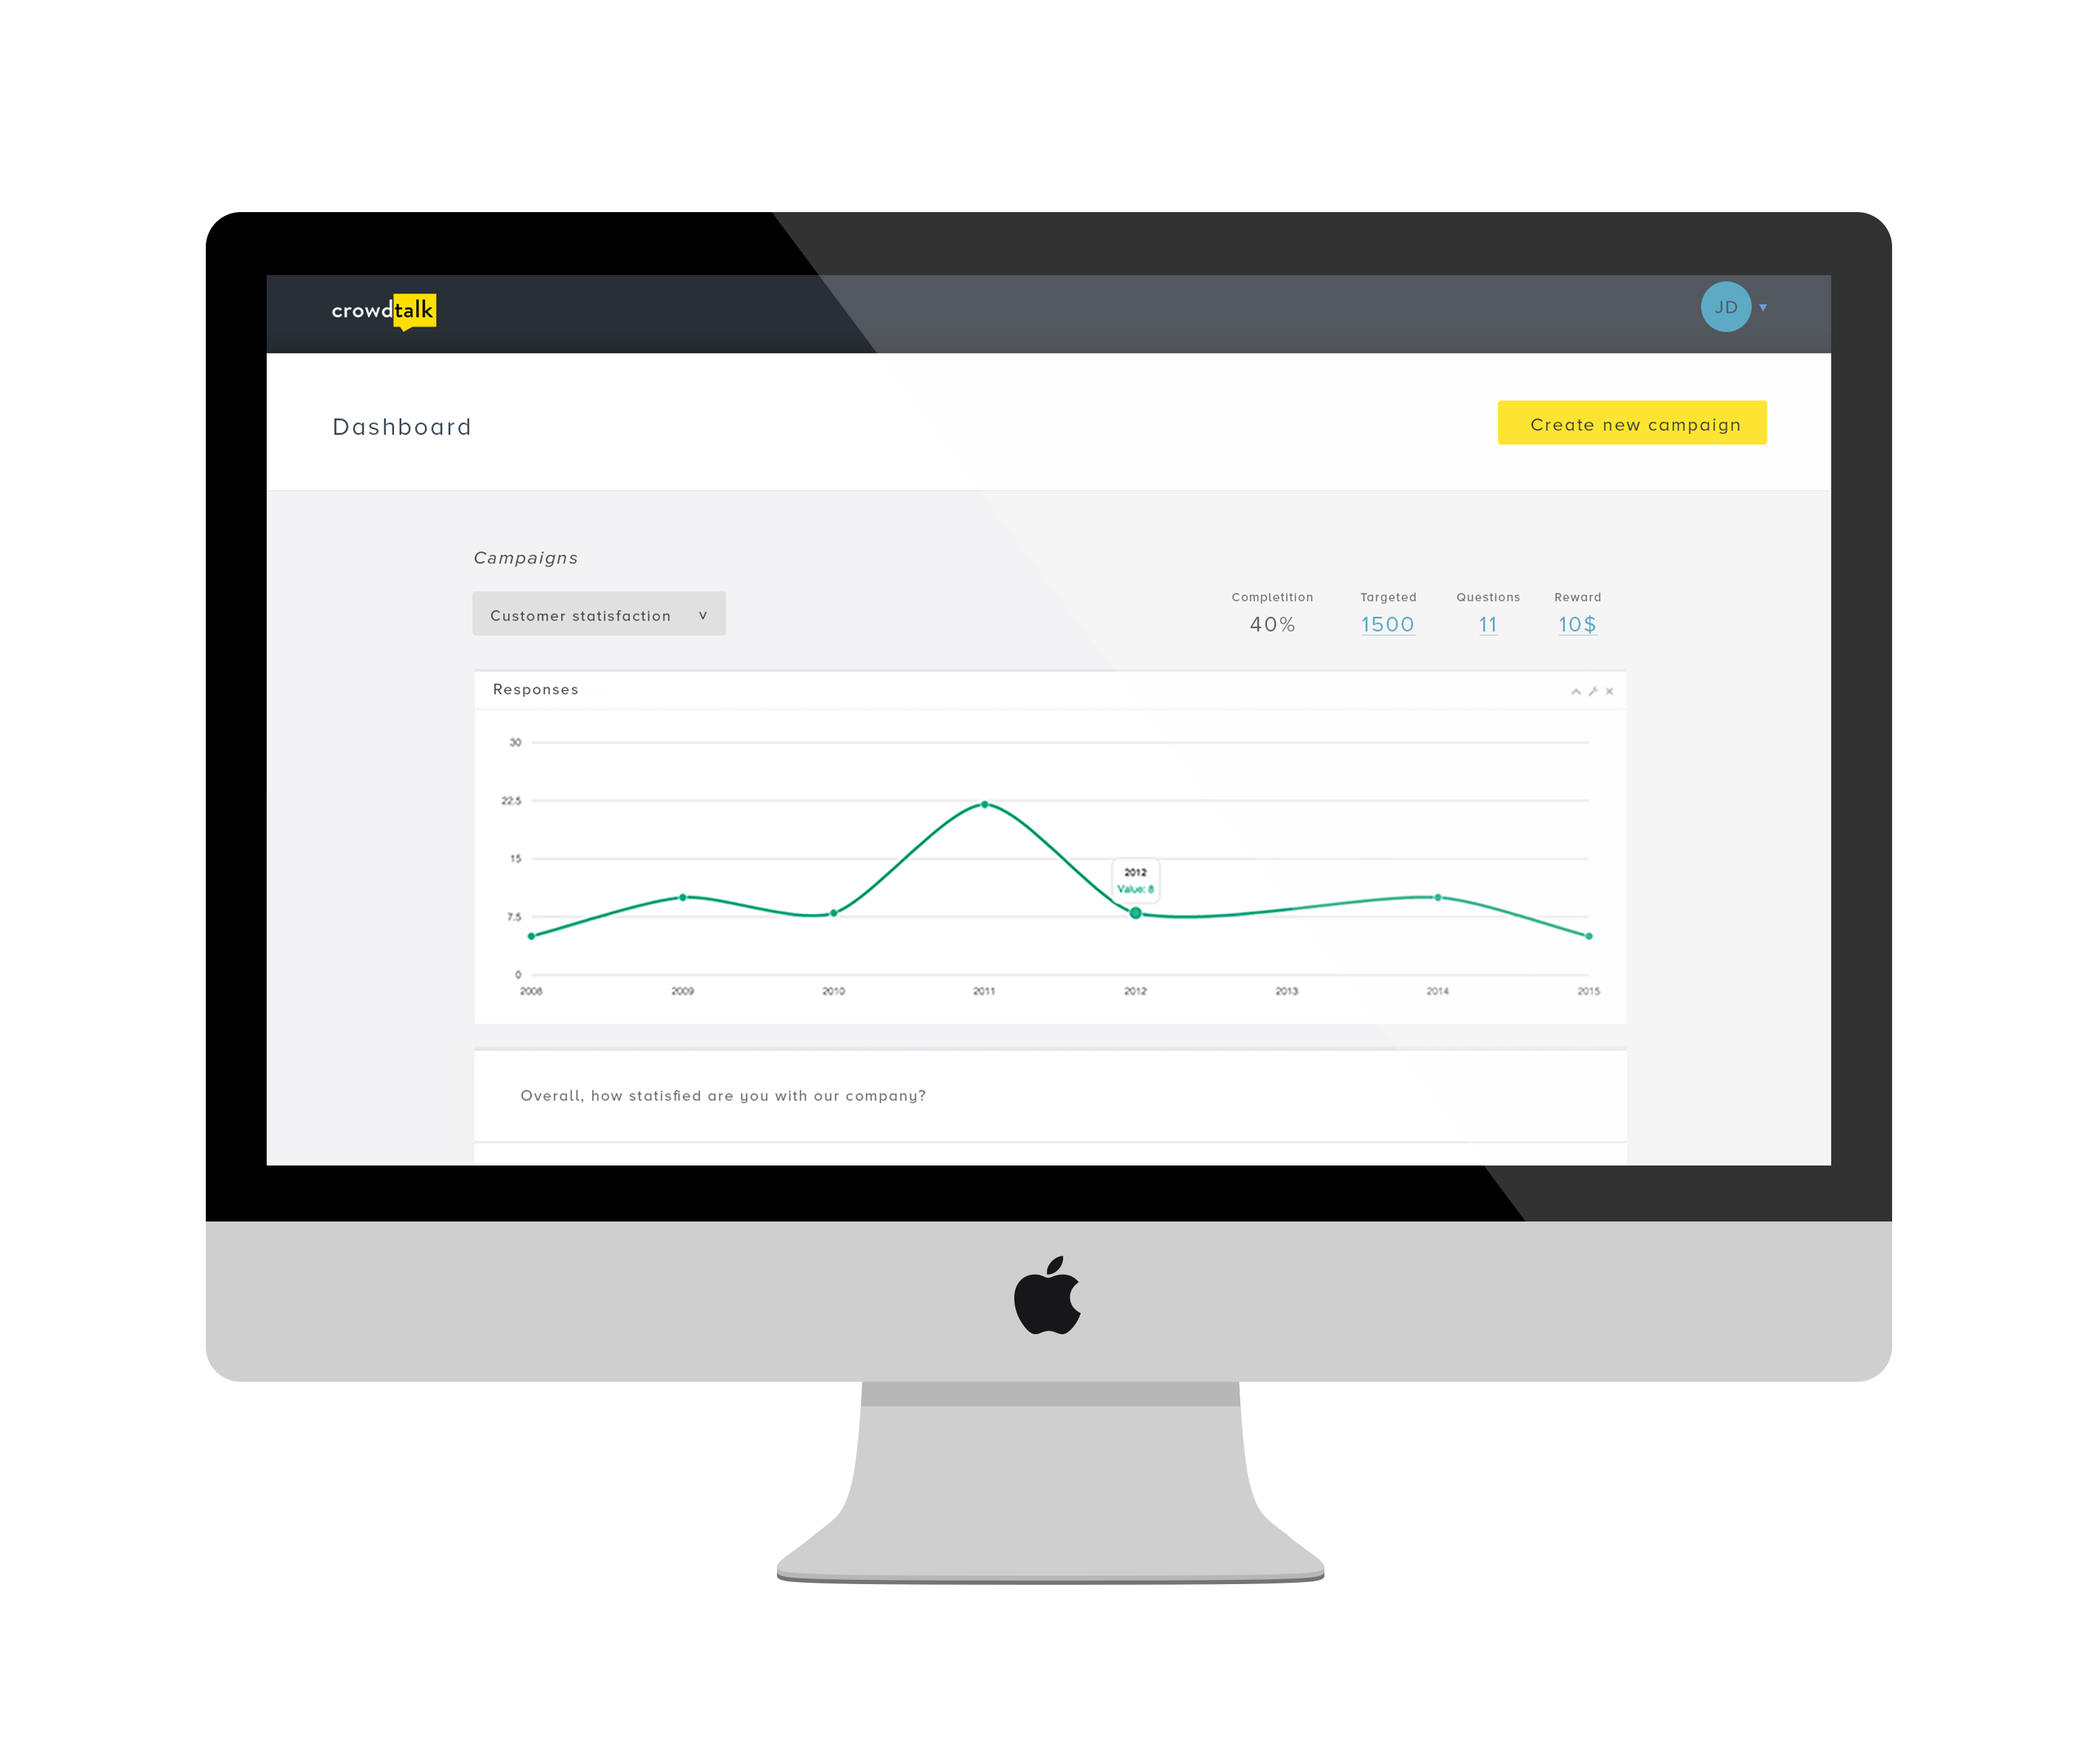 crowdtalk
JD
Dashboard
Create new campaign
Campaigns
Customer statisfaction v
Completition Targeted Questions Reward
40% 1500 11 10$
Responses
30
22.5
15
2012
Value: 8
7.5
0
2008 2009 2010 2011 2012 2013 2014 2015
Overall, how statisfied are you with our company?